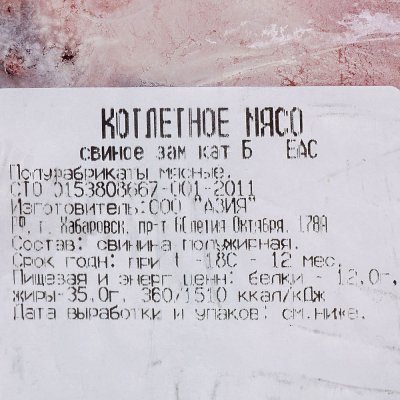 КОТЛЕТНОЕ МЯСО
свиное зам кат Б ЕАС
Полуфабрикаты мясные.
СТО 0153808667-001-2011
Изготовитель:ООО "АЗИЯ"
РФ, г. Хабаровск, пр-т 60летия Октября, 178А
Состав: свинина полужирная.
Срок годн: при t -18С - 12 мес.
Пищевая и энерг ценн: белки - 12,0г,
жиры-35,0г, 360/1510 ккал/кДж
Дата выработки и упаков: см.ниже.